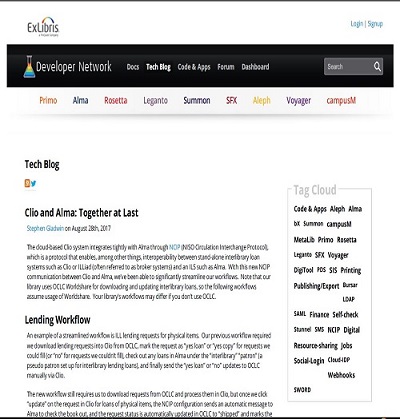 ExLibris
Login | Signup
Developer Network Docs Tech Blog Code & Apps Forum Dashboard Search
Primo Alma Rosetta Leganto Summon SFX Aleph Voyager campusM
Tech Blog
Clio and Alma: Together at Last
Stephen Gladwin on August 28th, 2017
The cloud-based Clio system integrates tightly with Alma through NCIP (NISO Circulation Interchange Protocol),
which is a protocol that enables, among other things, interoperability between stand-alone interlibrary loan
systems such as Clio or ILLiad (often referred to as broker systems) and an ILS such as Alma. With this new NCIP
communication between Clio and Alma, we've been able to significantly streamline our workflows. Note that our
library uses OCLC Worldshare for downloading and updating interlibrary loans, so the following workflows
assume usage of Worldshare. Your library's workflows may differ if you don't use OCLC.
Lending Workflow
An example of a streamlined workflow is ILL lending requests for physical items. Our previous workflow required
we download lending requests into Clio from OCLC, mark the request as "yes loan" or "yes copy" for requests we
could fill (or "no" for requests we couldn't fill), check out any loans in Alma under the "interlibrary" "patron" (a
pseudo patron set up for interlibrary lending loans), and finally send the "yes loan" or "no" updates to OCLC
manually via Clio.
The new workflow still requires us to download requests from OCLC and process them in Clio, but once we click
"update" on the request in Clio for loans of physical items, the NCIP configuration sends an automatic message to
Alma to check the book out, and the request status is automatically updated in OCLC to "shipped" and marks the
Tag Cloud
Code & Apps Aleph Alma
bX Summon campusM
MetaLib Primo Rosetta
Leganto SFX Voyager
DigiTool PDS SIS Printing
Publishing/Export Bursar
LDAP
SAML Finance Self-check
Stunnel SMS NCIP Digital
Resource-sharing jobs
Social-Login Cloud-IDP
Webhooks
SWORD